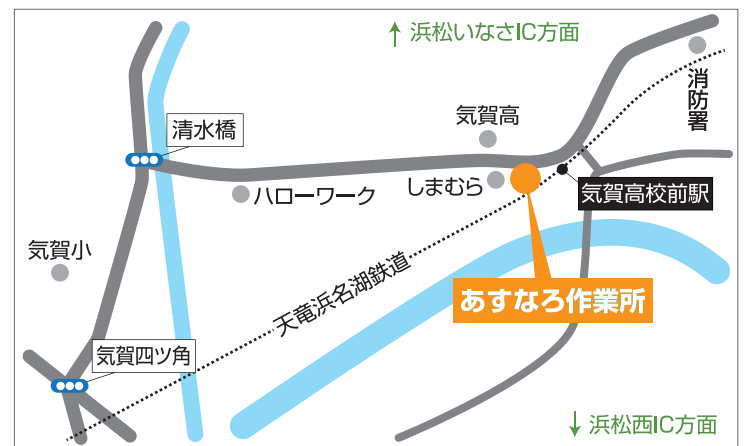 浜松いなさIC方面
消防署
清水橋
気賀高
ハローワーク
しまむら
気賀高校前駅
気賀小
天竜浜名湖鉄道
あすなろ作業所
気賀四ツ角
浜松西IC方面